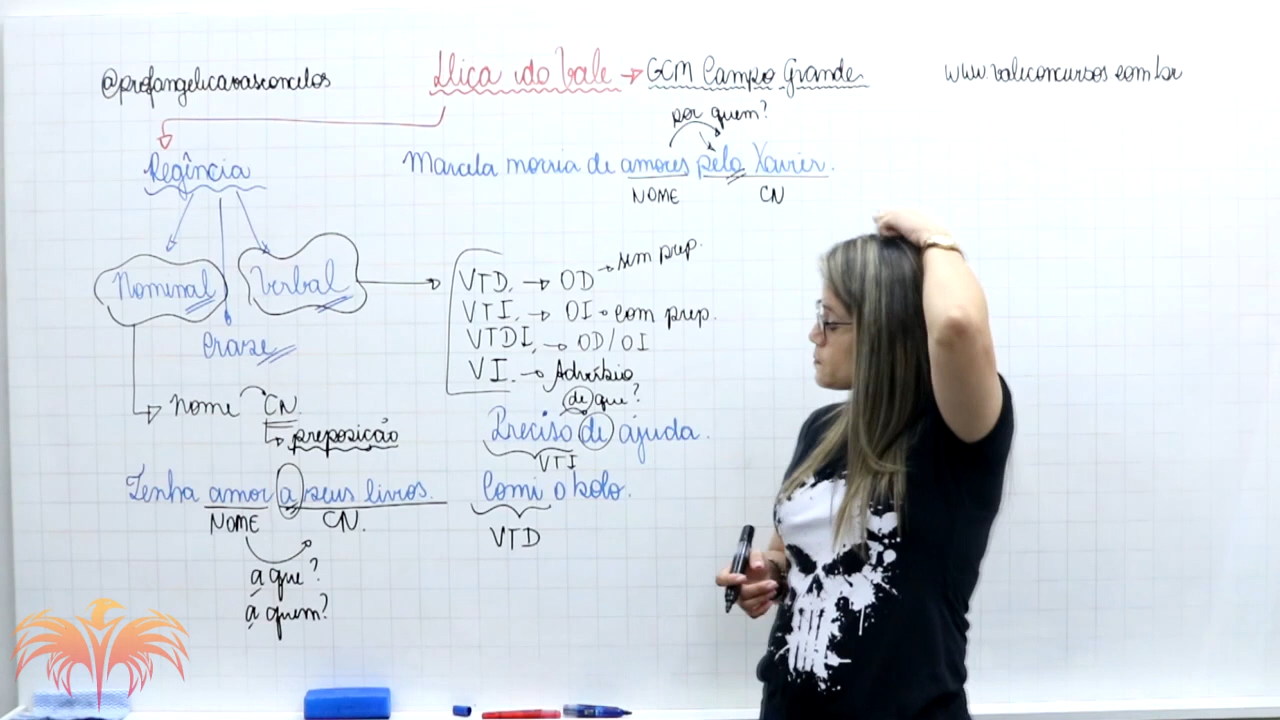 @profangelicavasconcelos
Dica do Vale → GCM Campo Grande
www.valeconcursos.com.br
por quem?
Regência
Marcela morria de amores pelo Xavier.
NOME CN
Nominal Verbal
Crase
VTD. → OD → sem prep.
VTI. → OI → com prep.
VTDI. → OD/OI
VI. → Advérbio
nome CN
preposição
de que?
Preciso de ajuda.
VTI
Tenha amor a seus livros.
NOME CN.
Comi o bolo.
VTD
a que?
a quem?